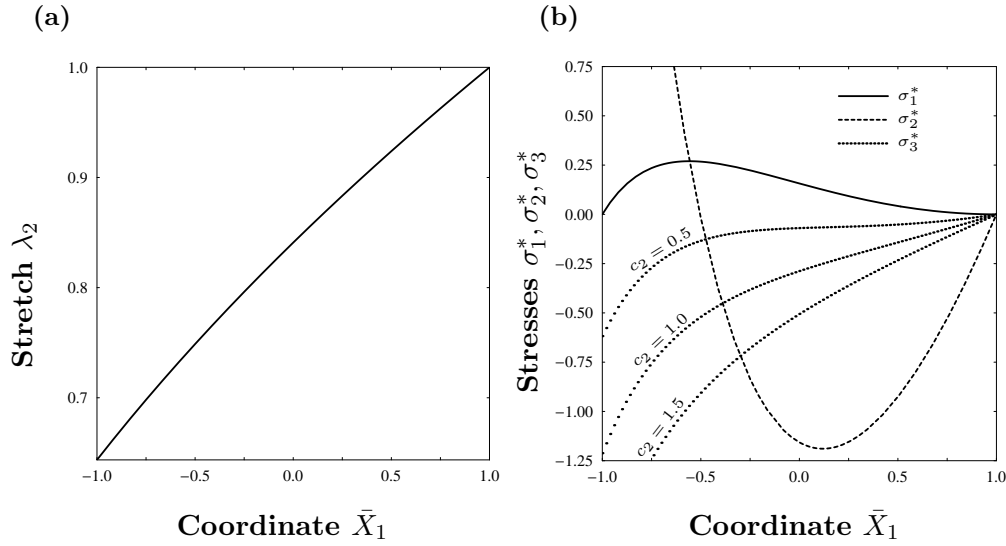 (a)
Stretch λ₂
1.0
0.9
0.8
0.7
−1.0 −0.5 0.0 0.5 1.0
Coordinate X̄₁
(b)
Stresses σ₁*, σ₂*, σ₃*
0.75
0.50
0.25
0.00
−0.25
−0.50
−0.75
−1.00
−1.25
σ₁*
σ₂*
σ₃*
c₂ = 0.5
c₂ = 1.0
c₂ = 1.5
−1.0 −0.5 0.0 0.5 1.0
Coordinate X̄₁